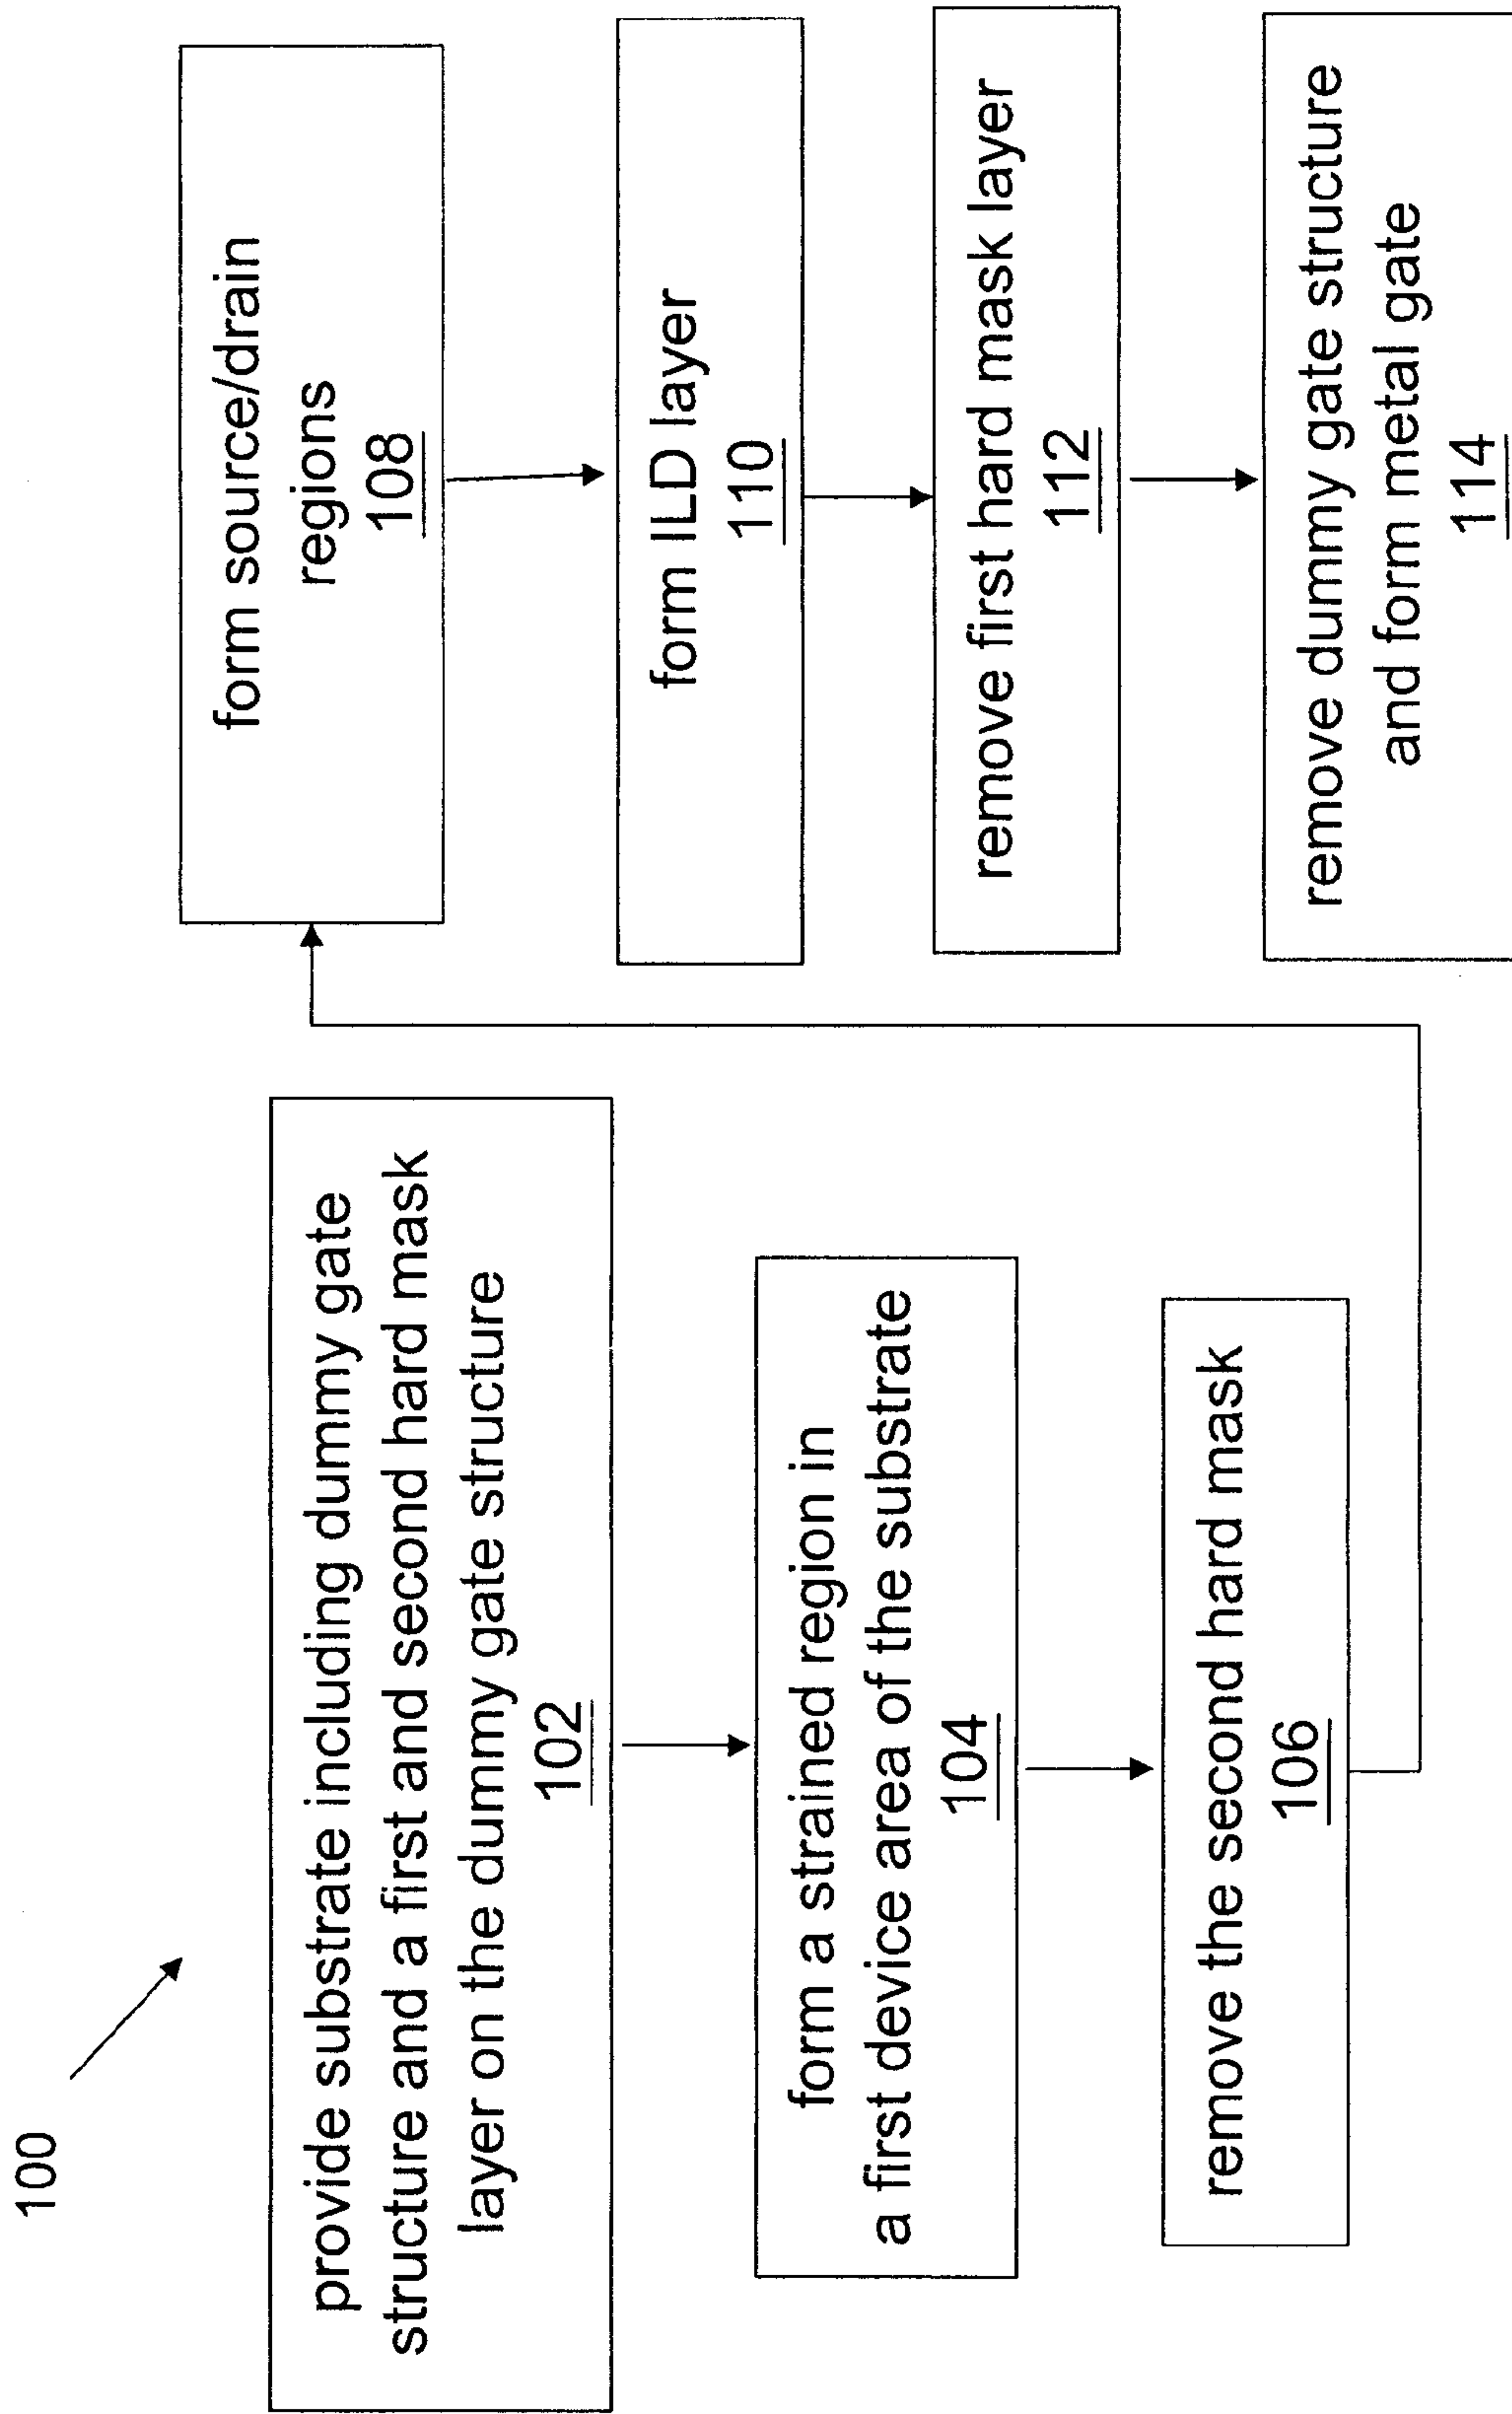 100
provide substrate including dummy gate
structure and a first and second hard mask
layer on the dummy gate structure
102
form a strained region in
a first device area of the substrate
104
remove the second hard mask
106
form source/drain
regions
108
form ILD layer
110
remove first hard mask layer
112
remove dummy gate structure
and form metal gate
114